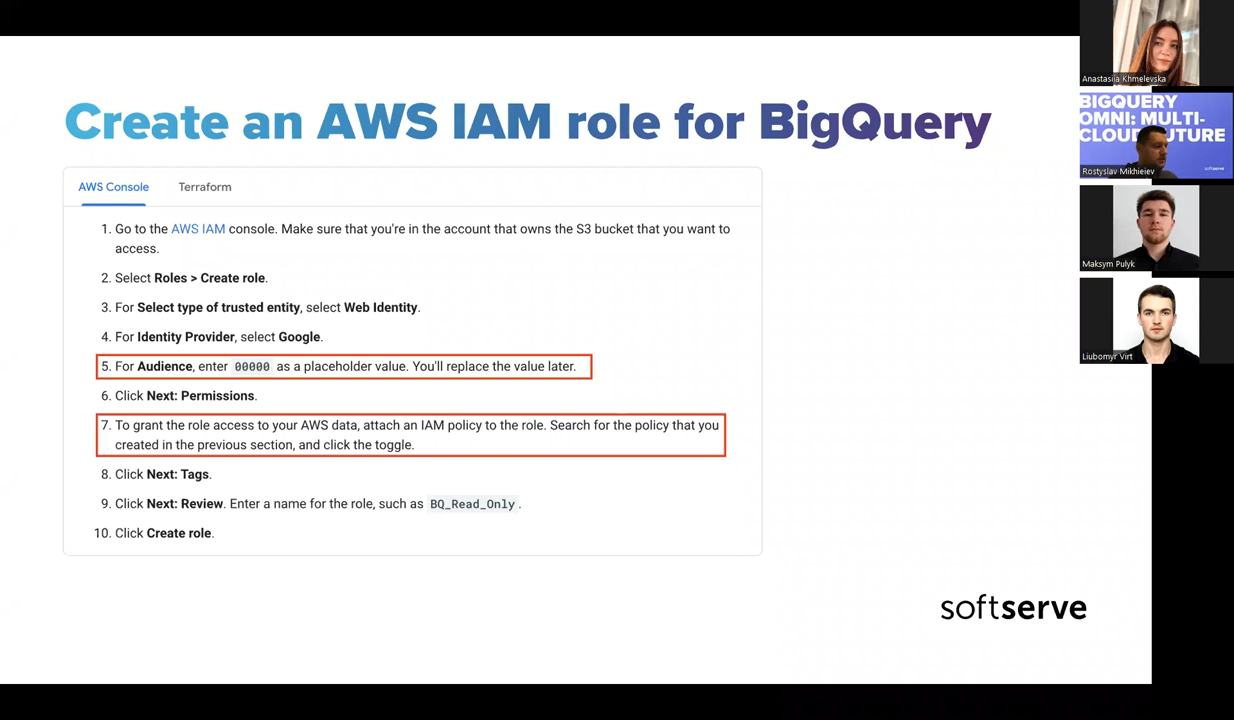 Create an AWS IAM role for BigQuery
AWS Console
Terraform
1. Go to the AWS IAM console. Make sure that you're in the account that owns the S3 bucket that you want to
access.
2. Select Roles > Create role.
3. For Select type of trusted entity, select Web Identity.
4. For Identity Provider, select Google.
5. For Audience, enter 00000 as a placeholder value. You'll replace the value later.
6. Click Next: Permissions.
7. To grant the role access to your AWS data, attach an IAM policy to the role. Search for the policy that you
created in the previous section, and click the toggle.
8. Click Next: Tags.
9. Click Next: Review. Enter a name for the role, such as BQ_Read_Only.
10. Click Create role.
softserve
Anastasiia Khmelevska
BIGQUERY
OMNI: MULTI-
softserve
Rostyslav Mikhieiev
Maksym Pulyk
Liubomyr Virt